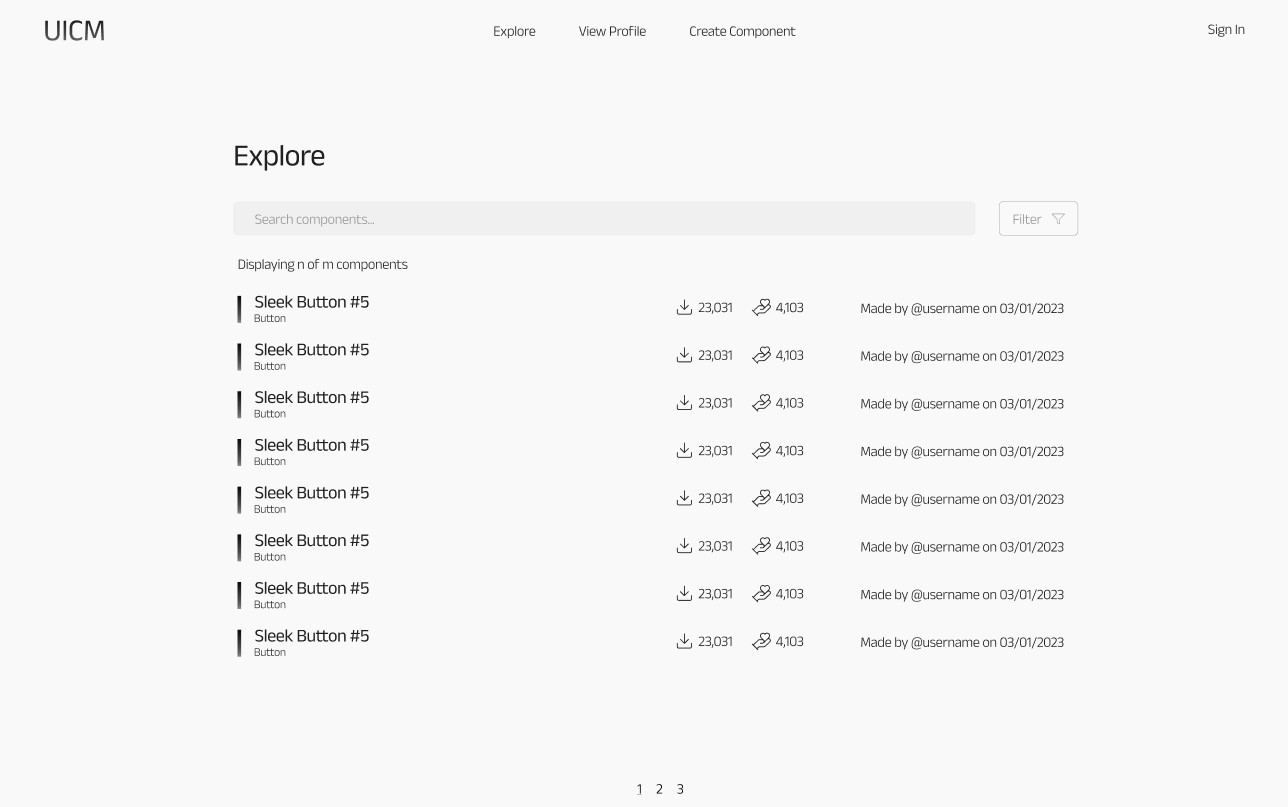 UICM Explore View Profile Create Component Sign In
Explore
Search components... Filter
Displaying n of m components
Sleek Button #5 23,031 4,103 Made by @username on 03/01/2023
Button
Sleek Button #5 23,031 4,103 Made by @username on 03/01/2023
Button
Sleek Button #5 23,031 4,103 Made by @username on 03/01/2023
Button
Sleek Button #5 23,031 4,103 Made by @username on 03/01/2023
Button
Sleek Button #5 23,031 4,103 Made by @username on 03/01/2023
Button
Sleek Button #5 23,031 4,103 Made by @username on 03/01/2023
Button
Sleek Button #5 23,031 4,103 Made by @username on 03/01/2023
Button
Sleek Button #5 23,031 4,103 Made by @username on 03/01/2023
Button
1 2 3